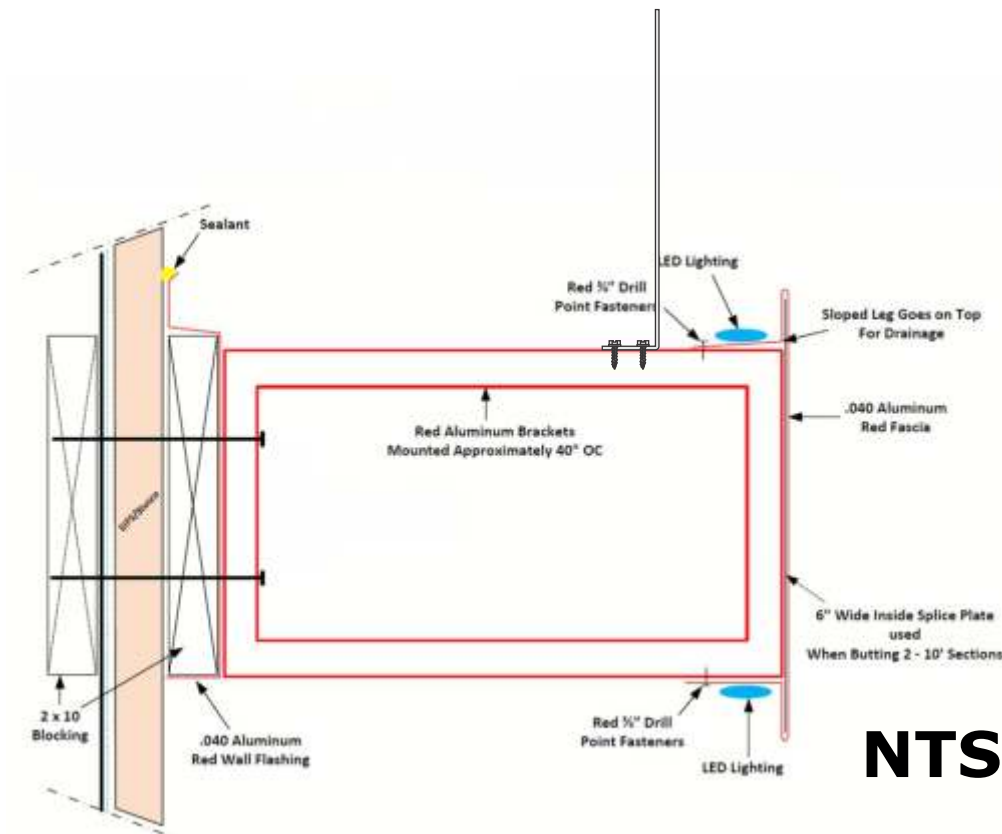 Sealant
LED Lighting
Red ¾" Drill
Point Fasteners
Sloped Leg Goes on Top
For Drainage
.040 Aluminum
Red Fascia
Red Aluminum Brackets
Mounted Approximately 40" OC
EIFS/Stucco
6" Wide Inside Splice Plate
used
When Butting 2 - 10' Sections
2 x 10
Blocking
.040 Aluminum
Red Wall Flashing
Red ¾" Drill
Point Fasteners
LED Lighting
NTS